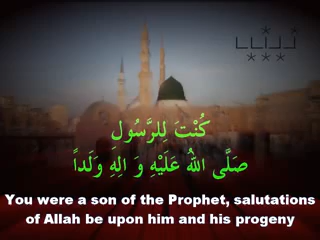 كُنْتَ لِلرَّسُولِ
صَلَّى اللهُ عَلَيْهِ وَ الِهِ وَلَداً
You were a son of the Prophet, salutations
of Allah be upon him and his progeny